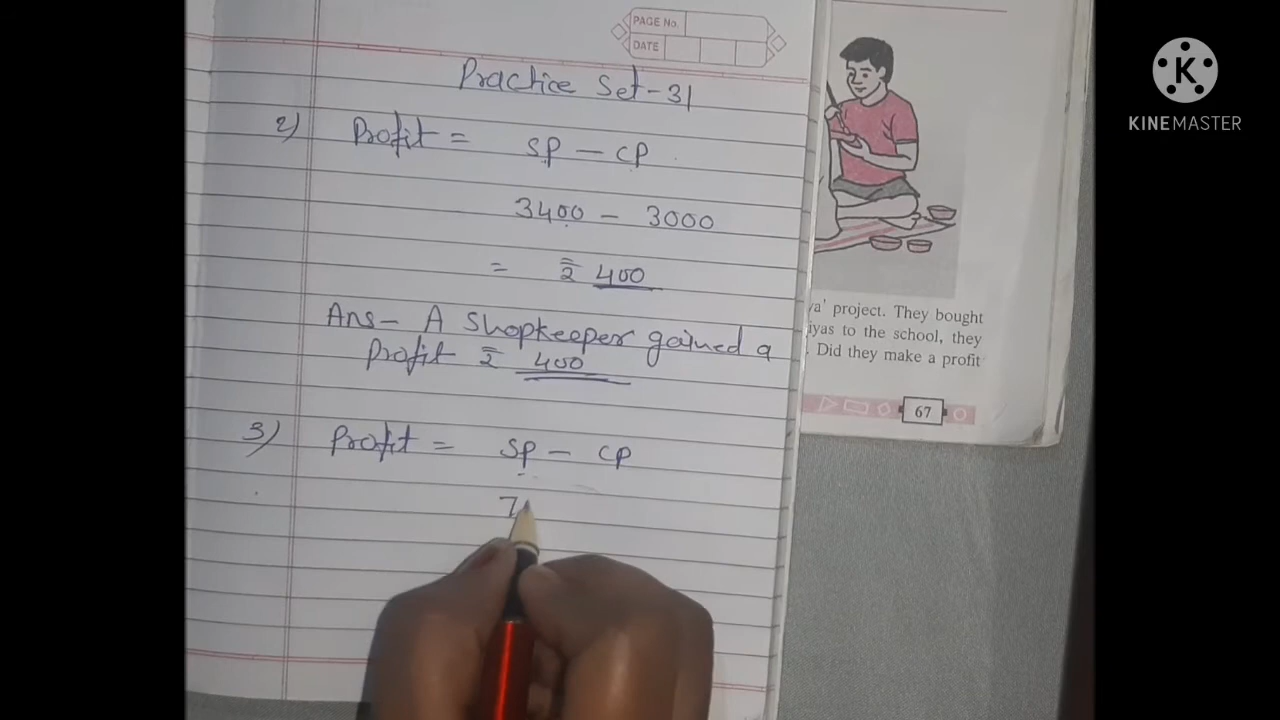 PAGE No.
DATE
Practice Set-31
2) Profit = SP - CP
3400 - 3000
= ₹ 400
Ans- A Shopkeeper gained a
Profit ₹ 400
3) Profit = SP - CP
7
ya' project. They bought
iyas to the school, they
. Did they make a profit
67
K
KINEMASTER